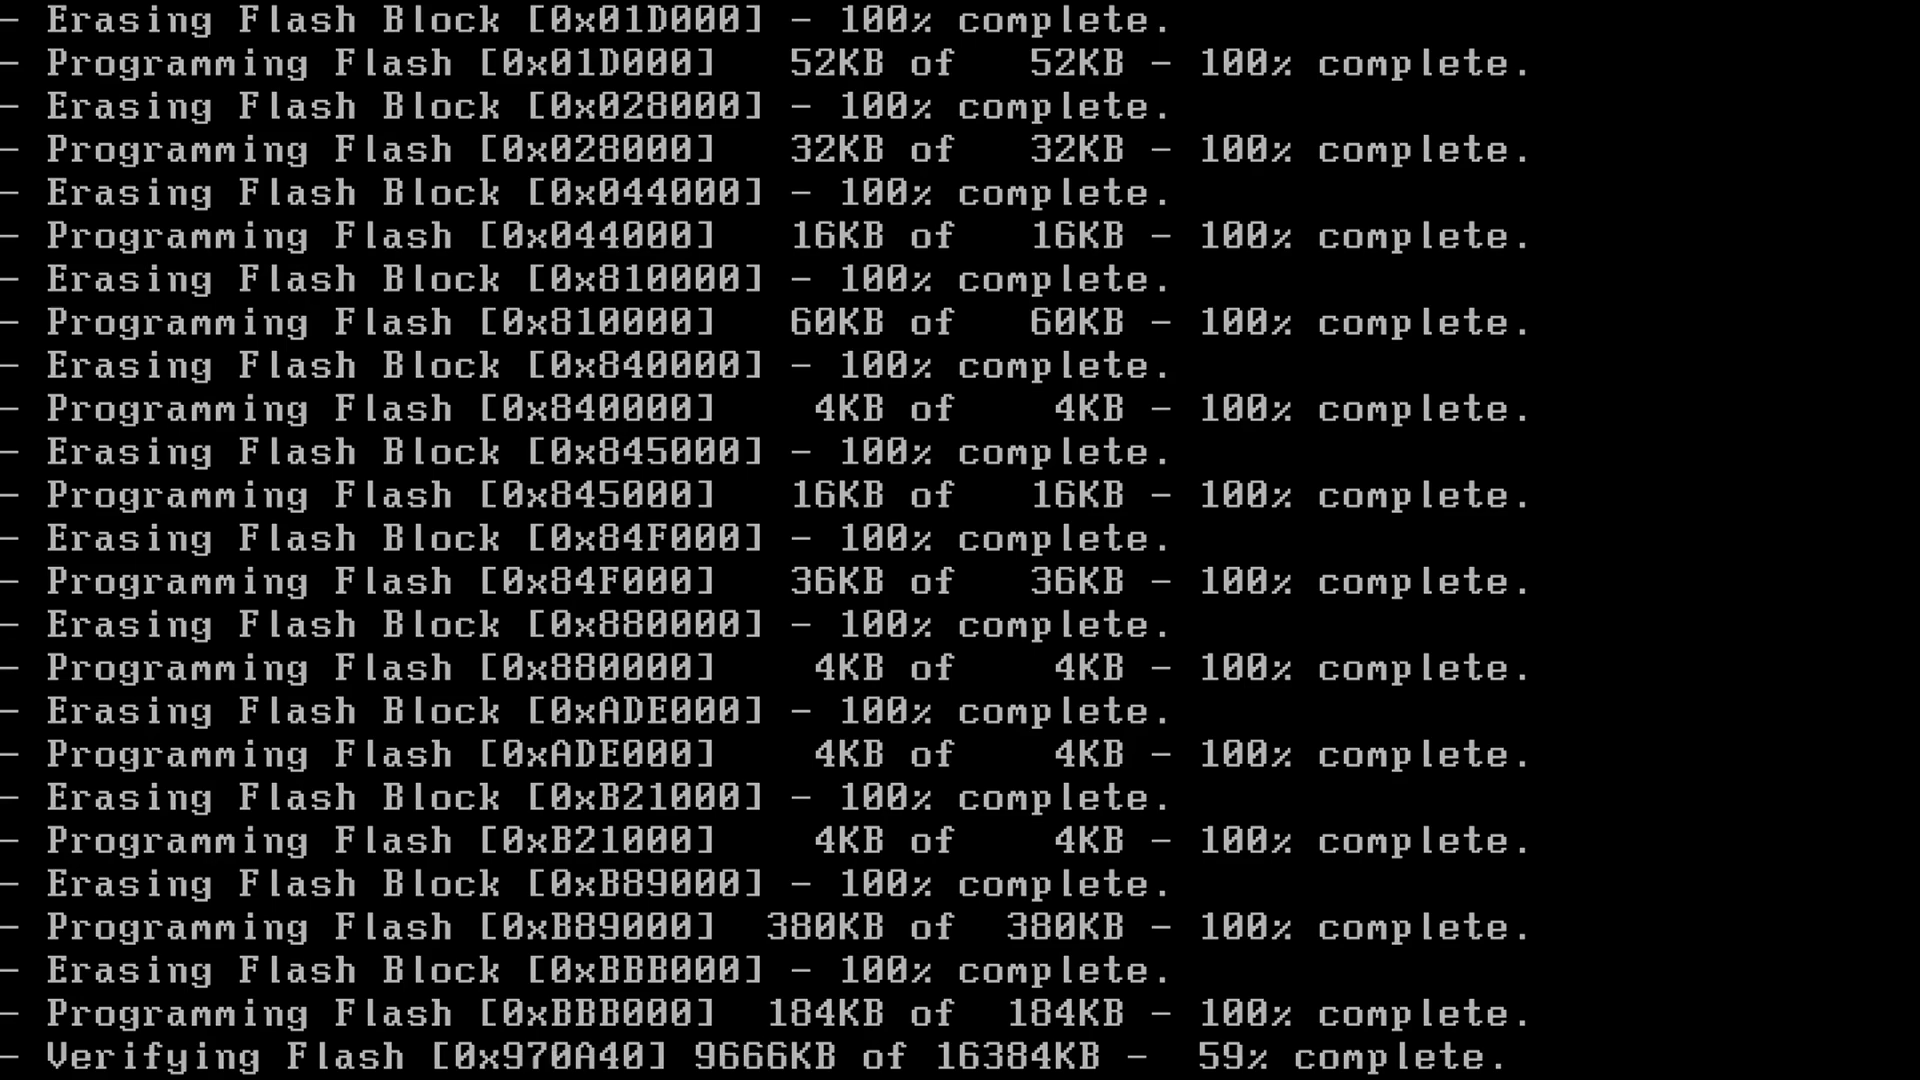 - Erasing Flash Block [0x01D000] - 100% complete.
- Programming Flash [0x01D000]   52KB of   52KB - 100% complete.
- Erasing Flash Block [0x028000] - 100% complete.
- Programming Flash [0x028000]   32KB of   32KB - 100% complete.
- Erasing Flash Block [0x044000] - 100% complete.
- Programming Flash [0x044000]   16KB of   16KB - 100% complete.
- Erasing Flash Block [0x810000] - 100% complete.
- Programming Flash [0x810000]   60KB of   60KB - 100% complete.
- Erasing Flash Block [0x840000] - 100% complete.
- Programming Flash [0x840000]    4KB of    4KB - 100% complete.
- Erasing Flash Block [0x845000] - 100% complete.
- Programming Flash [0x845000]   16KB of   16KB - 100% complete.
- Erasing Flash Block [0x84F000] - 100% complete.
- Programming Flash [0x84F000]   36KB of   36KB - 100% complete.
- Erasing Flash Block [0x880000] - 100% complete.
- Programming Flash [0x880000]    4KB of    4KB - 100% complete.
- Erasing Flash Block [0xADE000] - 100% complete.
- Programming Flash [0xADE000]    4KB of    4KB - 100% complete.
- Erasing Flash Block [0xB21000] - 100% complete.
- Programming Flash [0xB21000]    4KB of    4KB - 100% complete.
- Erasing Flash Block [0xB89000] - 100% complete.
- Programming Flash [0xB89000]  380KB of  380KB - 100% complete.
- Erasing Flash Block [0xBBB000] - 100% complete.
- Programming Flash [0xBBB000]  184KB of  184KB - 100% complete.
- Verifying Flash [0x970A40] 9666KB of 16384KB -  59% complete.